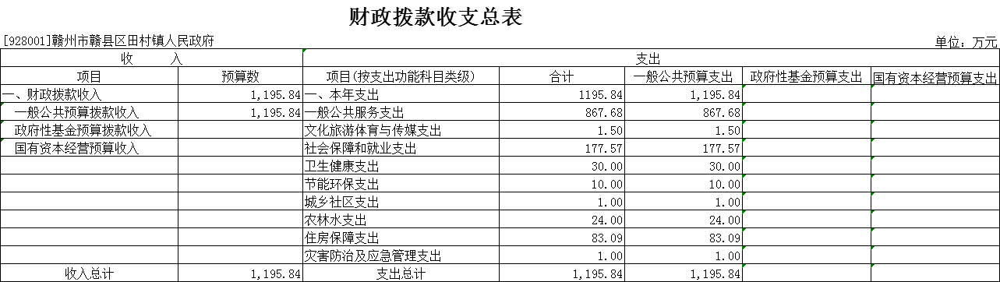 财政拨款收支总表
[928001]赣州市赣县区田村镇人民政府 单位：万元
收 入 支出
项目 预算数 项目(按支出功能科目类级) 合计 一般公共预算支出 政府性基金预算支出 国有资本经营预算支出
一、财政拨款收入 1,195.84 一、本年支出 1195.84 1,195.84
一般公共预算拨款收入 1,195.84 一般公共服务支出 867.68 867.68
政府性基金预算拨款收入 文化旅游体育与传媒支出 1.50 1.50
国有资本经营预算收入 社会保障和就业支出 177.57 177.57
卫生健康支出 30.00 30.00
节能环保支出 10.00 10.00
城乡社区支出 1.00 1.00
农林水支出 24.00 24.00
住房保障支出 83.09 83.09
灾害防治及应急管理支出 1.00 1.00
收入总计 1,195.84 支出总计 1,195.84 1,195.84